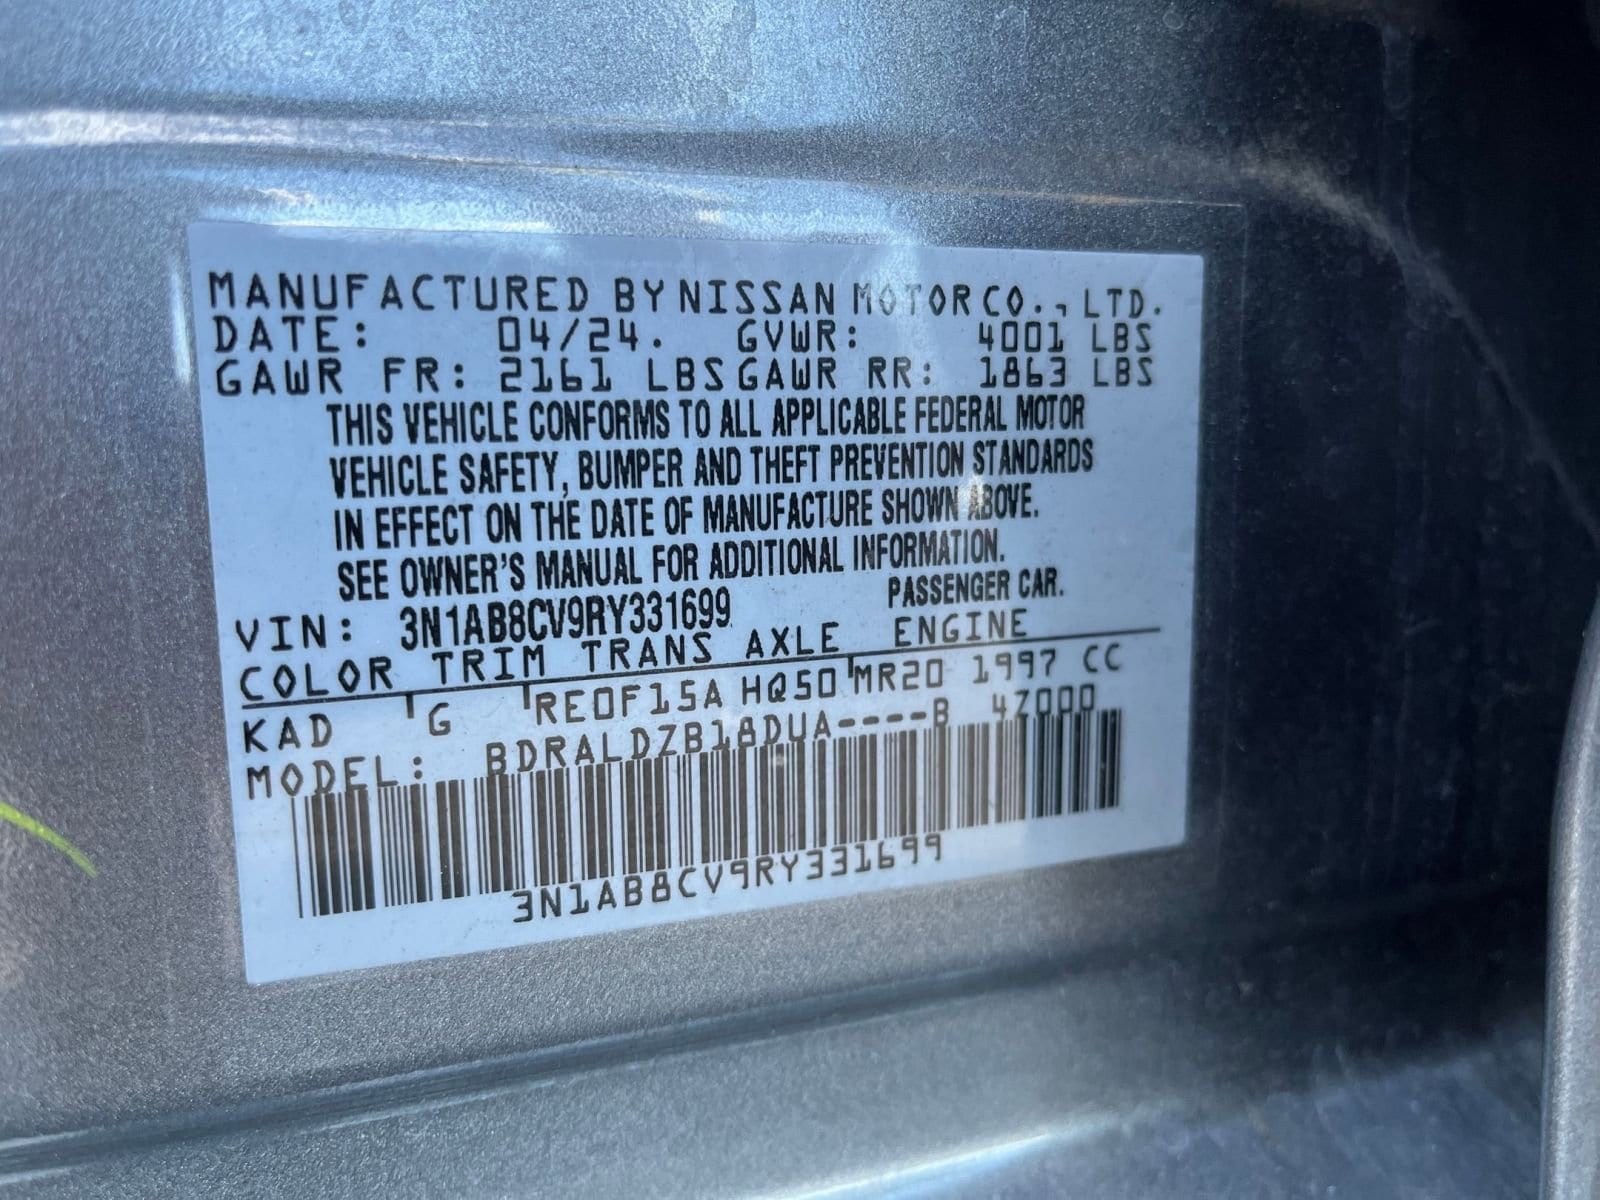 MANUFACTURED BY NISSAN MOTOR CO., LTD.
DATE: 04/24. GVWR: 4001 LBS
GAWR FR: 2161 LBS GAWR RR: 1863 LBS
THIS VEHICLE CONFORMS TO ALL APPLICABLE FEDERAL MOTOR
VEHICLE SAFETY, BUMPER AND THEFT PREVENTION STANDARDS
IN EFFECT ON THE DATE OF MANUFACTURE SHOWN ABOVE.
SEE OWNER'S MANUAL FOR ADDITIONAL INFORMATION.
VIN: 3N1AB8CV9RY331699 PASSENGER CAR.
COLOR TRIM TRANS AXLE ENGINE
KAD G RE0F15A HQ50 MR20 1997 CC
MODEL: BDRALDZB18DUA----B 4Z000
3N1AB8CV9RY331699